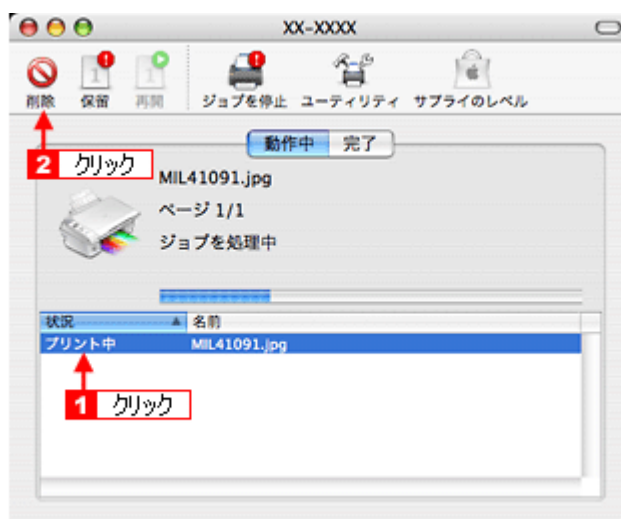 XX-XXXX
削除 保留 再開 ジョブを停止 ユーティリティ サプライのレベル
動作中 完了
2 クリック
MIL41091.jpg
ページ 1/1
ジョブを処理中
状況 名前
プリント中 MIL41091.jpg
1 クリック